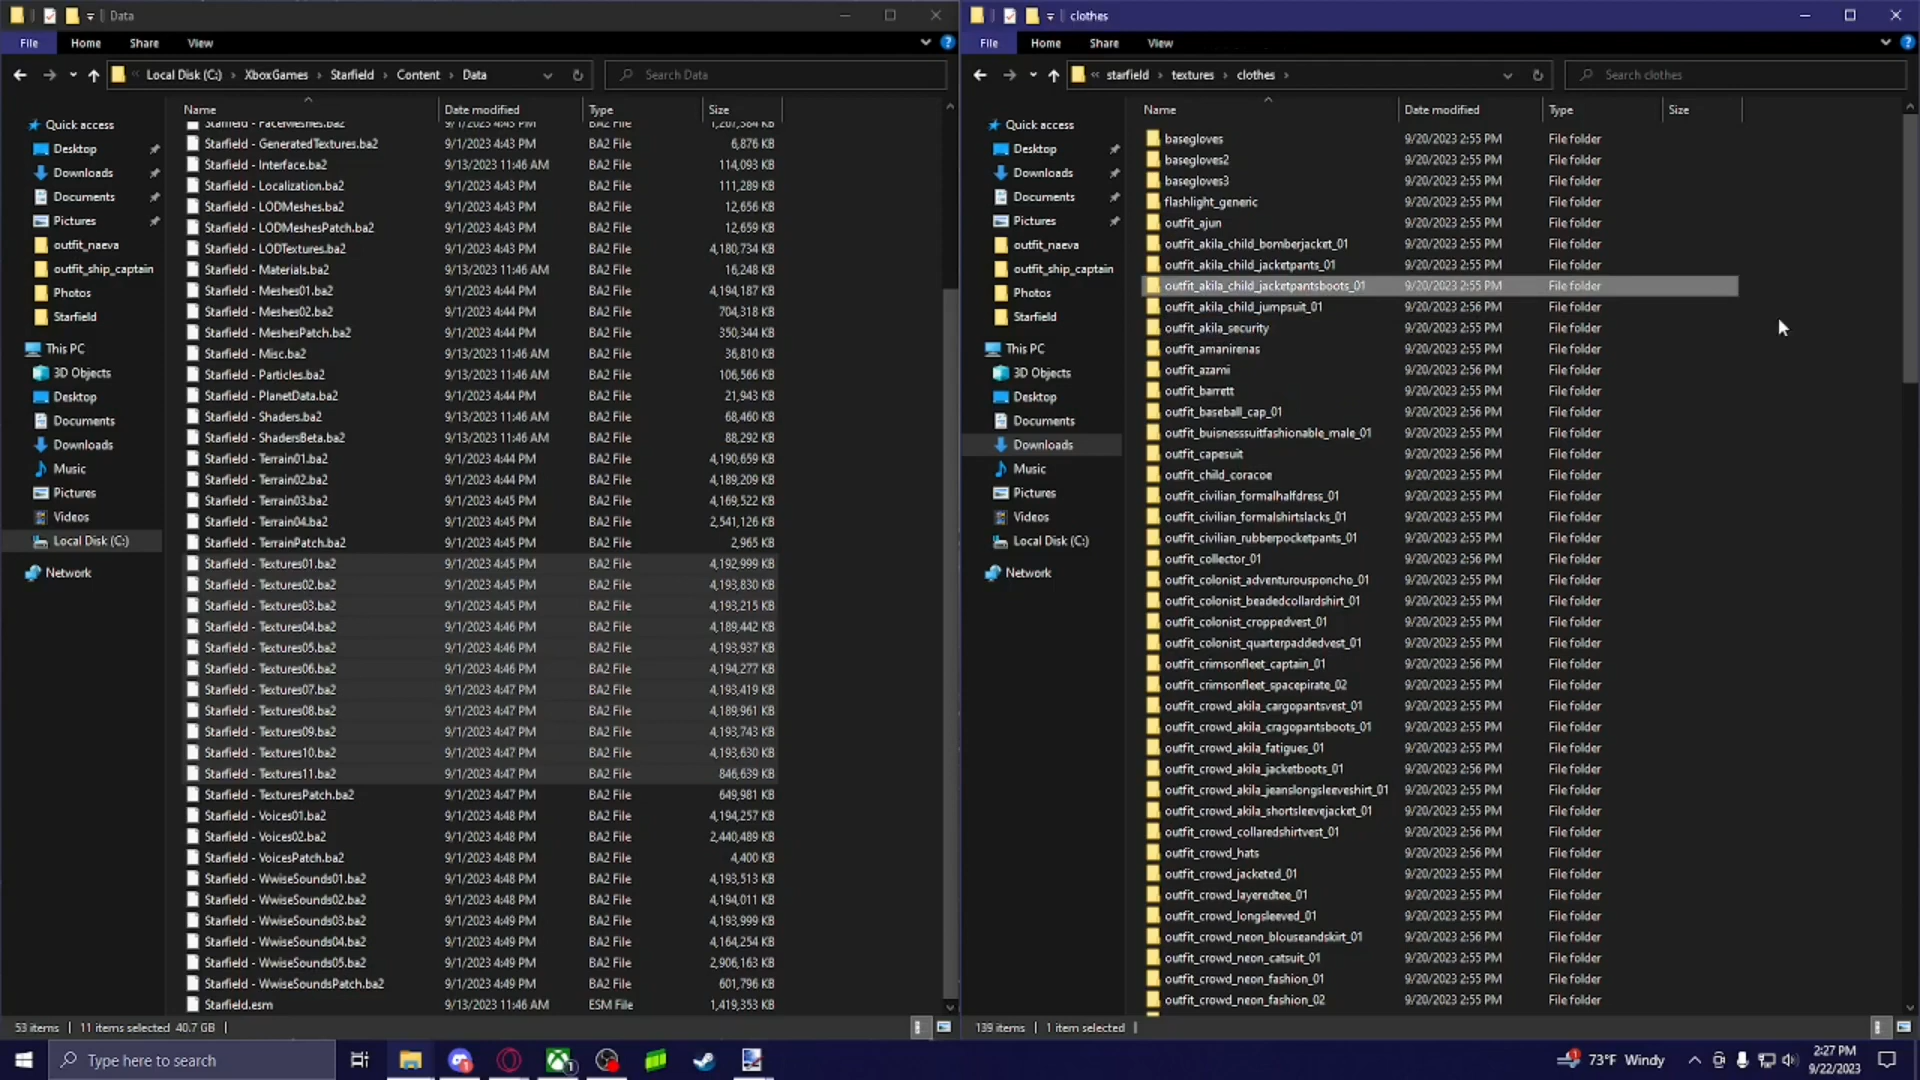 Data
File Home Share View
Local Disk (C:) XboxGames Starfield Content Data
Search Data
Name Date modified Type Size
Quick access
Desktop
Downloads
Documents
Pictures
outfit_naeva
outfit_ship_captain
Photos
Starfield
This PC
3D Objects
Desktop
Documents
Downloads
Music
Pictures
Videos
Local Disk (C:)
Network
Starfield - FaceMeshes.ba2 9/1/2023 4:43 PM BA2 File
Starfield - GeneratedTextures.ba2 9/1/2023 4:43 PM BA2 File 6,876 KB
Starfield - Interface.ba2 9/13/2023 11:46 AM BA2 File 114,093 KB
Starfield - Localization.ba2 9/1/2023 4:43 PM BA2 File 111,289 KB
Starfield - LODMeshes.ba2 9/1/2023 4:43 PM BA2 File 12,656 KB
Starfield - LODMeshesPatch.ba2 9/1/2023 4:43 PM BA2 File 12,659 KB
Starfield - LODTextures.ba2 9/1/2023 4:43 PM BA2 File 4,180,734 KB
Starfield - Materials.ba2 9/13/2023 11:46 AM BA2 File 16,248 KB
Starfield - Meshes01.ba2 9/1/2023 4:44 PM BA2 File 4,194,187 KB
Starfield - Meshes02.ba2 9/1/2023 4:44 PM BA2 File 704,318 KB
Starfield - MeshesPatch.ba2 9/1/2023 4:44 PM BA2 File 350,344 KB
Starfield - Misc.ba2 9/13/2023 11:46 AM BA2 File 36,810 KB
Starfield - Particles.ba2 9/13/2023 11:46 AM BA2 File 106,566 KB
Starfield - PlanetData.ba2 9/1/2023 4:44 PM BA2 File 21,943 KB
Starfield - Shaders.ba2 9/13/2023 11:46 AM BA2 File 68,460 KB
Starfield - ShadersBeta.ba2 9/13/2023 11:46 AM BA2 File 88,292 KB
Starfield - Terrain01.ba2 9/1/2023 4:44 PM BA2 File 4,190,659 KB
Starfield - Terrain02.ba2 9/1/2023 4:44 PM BA2 File 4,189,209 KB
Starfield - Terrain03.ba2 9/1/2023 4:45 PM BA2 File 4,169,522 KB
Starfield - Terrain04.ba2 9/1/2023 4:45 PM BA2 File 2,541,126 KB
Starfield - TerrainPatch.ba2 9/1/2023 4:45 PM BA2 File 2,965 KB
Starfield - Textures01.ba2 9/1/2023 4:45 PM BA2 File 4,192,999 KB
Starfield - Textures02.ba2 9/1/2023 4:45 PM BA2 File 4,193,830 KB
Starfield - Textures03.ba2 9/1/2023 4:45 PM BA2 File 4,193,215 KB
Starfield - Textures04.ba2 9/1/2023 4:46 PM BA2 File 4,189,442 KB
Starfield - Textures05.ba2 9/1/2023 4:46 PM BA2 File 4,193,937 KB
Starfield - Textures06.ba2 9/1/2023 4:46 PM BA2 File 4,194,277 KB
Starfield - Textures07.ba2 9/1/2023 4:47 PM BA2 File 4,193,419 KB
Starfield - Textures08.ba2 9/1/2023 4:47 PM BA2 File 4,189,961 KB
Starfield - Textures09.ba2 9/1/2023 4:47 PM BA2 File 4,193,743 KB
Starfield - Textures10.ba2 9/1/2023 4:47 PM BA2 File 4,193,630 KB
Starfield - Textures11.ba2 9/1/2023 4:47 PM BA2 File 846,639 KB
Starfield - TexturesPatch.ba2 9/1/2023 4:47 PM BA2 File 649,981 KB
Starfield - Voices01.ba2 9/1/2023 4:48 PM BA2 File 4,194,257 KB
Starfield - Voices02.ba2 9/1/2023 4:48 PM BA2 File 2,440,489 KB
Starfield - VoicesPatch.ba2 9/1/2023 4:48 PM BA2 File 4,400 KB
Starfield - WwiseSounds01.ba2 9/1/2023 4:48 PM BA2 File 4,193,513 KB
Starfield - WwiseSounds02.ba2 9/1/2023 4:48 PM BA2 File 4,194,011 KB
Starfield - WwiseSounds03.ba2 9/1/2023 4:49 PM BA2 File 4,193,999 KB
Starfield - WwiseSounds04.ba2 9/1/2023 4:49 PM BA2 File 4,164,254 KB
Starfield - WwiseSounds05.ba2 9/1/2023 4:49 PM BA2 File 2,906,163 KB
Starfield - WwiseSoundsPatch.ba2 9/1/2023 4:49 PM BA2 File 601,796 KB
Starfield.esm 9/13/2023 11:46 AM ESM File 1,419,353 KB
53 items 11 items selected 40.7 GB
clothes
File Home Share View
starfield textures clothes
Search clothes
Name Date modified Type Size
Quick access
Desktop
Downloads
Documents
Pictures
outfit_naeva
outfit_ship_captain
Photos
Starfield
This PC
3D Objects
Desktop
Documents
Downloads
Music
Pictures
Videos
Local Disk (C:)
Network
basegloves 9/20/2023 2:55 PM File folder
basegloves2 9/20/2023 2:55 PM File folder
basegloves3 9/20/2023 2:55 PM File folder
flashlight_generic 9/20/2023 2:55 PM File folder
outfit_ajun 9/20/2023 2:55 PM File folder
outfit_akila_child_bomberjacket_01 9/20/2023 2:55 PM File folder
outfit_akila_child_jacketpants_01 9/20/2023 2:55 PM File folder
outfit_akila_child_jacketpantsboots_01 9/20/2023 2:55 PM File folder
outfit_akila_child_jumpsuit_01 9/20/2023 2:56 PM File folder
outfit_akila_security 9/20/2023 2:55 PM File folder
outfit_amanirenas 9/20/2023 2:55 PM File folder
outfit_azami 9/20/2023 2:56 PM File folder
outfit_barrett 9/20/2023 2:55 PM File folder
outfit_baseball_cap_01 9/20/2023 2:56 PM File folder
outfit_buisnesssuitfashionable_male_01 9/20/2023 2:55 PM File folder
outfit_capesuit 9/20/2023 2:56 PM File folder
outfit_child_coracoe 9/20/2023 2:55 PM File folder
outfit_civilian_formalhalfdress_01 9/20/2023 2:55 PM File folder
outfit_civilian_formalshirtslacks_01 9/20/2023 2:55 PM File folder
outfit_civilian_rubberpocketpants_01 9/20/2023 2:55 PM File folder
outfit_collector_01 9/20/2023 2:55 PM File folder
outfit_colonist_adventurousponcho_01 9/20/2023 2:55 PM File folder
outfit_colonist_beadedcollardshirt_01 9/20/2023 2:55 PM File folder
outfit_colonist_croppedvest_01 9/20/2023 2:55 PM File folder
outfit_colonist_quarterpaddedvest_01 9/20/2023 2:55 PM File folder
outfit_crimsonfleet_captain_01 9/20/2023 2:56 PM File folder
outfit_crimsonfleet_spacepirate_02 9/20/2023 2:55 PM File folder
outfit_crowd_akila_cargopantsvest_01 9/20/2023 2:55 PM File folder
outfit_crowd_akila_cragopantsboots_01 9/20/2023 2:55 PM File folder
outfit_crowd_akila_fatigues_01 9/20/2023 2:56 PM File folder
outfit_crowd_akila_jacketboots_01 9/20/2023 2:56 PM File folder
outfit_crowd_akila_jeanslongsleeveshirt_01 9/20/2023 2:55 PM File folder
outfit_crowd_akila_shortsleevejacket_01 9/20/2023 2:55 PM File folder
outfit_crowd_collaredshirtvest_01 9/20/2023 2:56 PM File folder
outfit_crowd_hats 9/20/2023 2:56 PM File folder
outfit_crowd_jacketed_01 9/20/2023 2:55 PM File folder
outfit_crowd_layeredtee_01 9/20/2023 2:55 PM File folder
outfit_crowd_longsleeved_01 9/20/2023 2:55 PM File folder
outfit_crowd_neon_blouseandskirt_01 9/20/2023 2:56 PM File folder
outfit_crowd_neon_catsuit_01 9/20/2023 2:55 PM File folder
outfit_crowd_neon_fashion_01 9/20/2023 2:55 PM File folder
outfit_crowd_neon_fashion_02 9/20/2023 2:55 PM File folder
139 items 1 item selected
Type here to search
73°F Windy
2:27 PM
9/22/2023